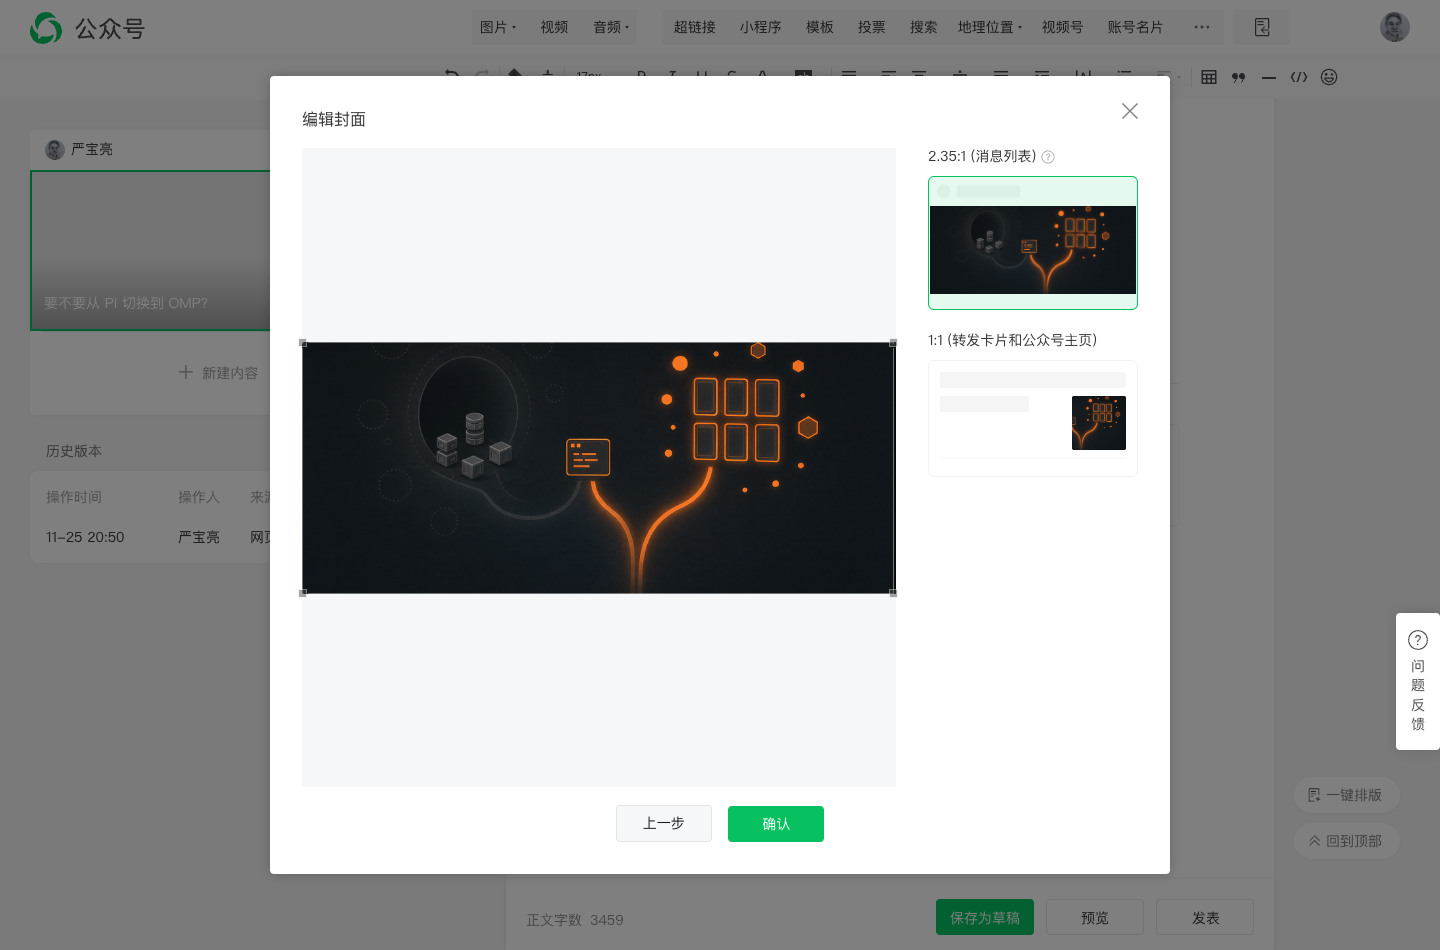 公众号
图片
视频
音频
超链接
小程序
模板
投票
搜索
地理位置
视频号
账号名片
严宝亮
要不要从 PI 切换到 OMP?
新建内容
历史版本
操作时间
操作人
11-25 20:50
严宝亮
编辑封面
2.35:1 (消息列表)
1:1 (转发卡片和公众号主页)
上一步
确认
问题反馈
一键排版
回到顶部
正文字数 3459
保存为草稿
预览
发表